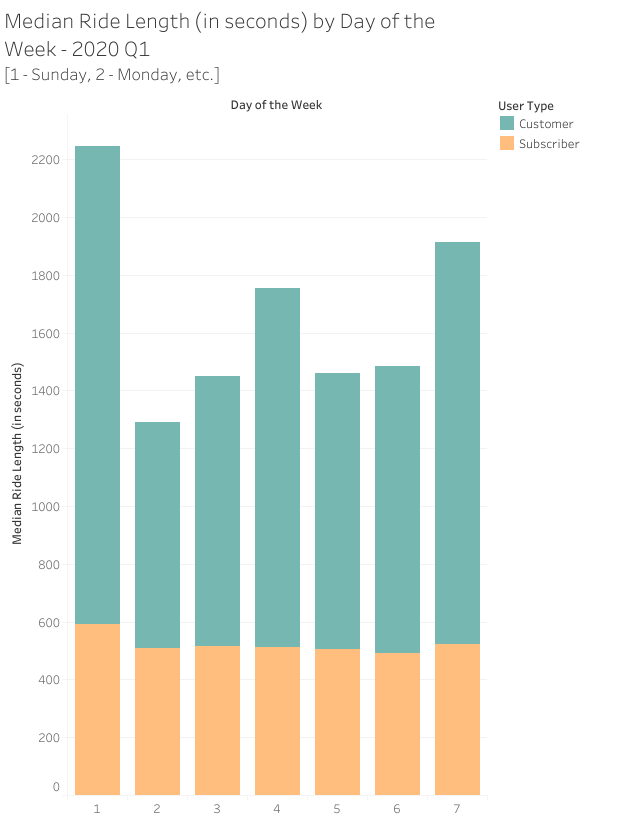 Median Ride Length (in seconds) by Day of the
Week - 2020 Q1
[1 - Sunday, 2 - Monday, etc.]
Day of the Week
User Type
Customer
Subscriber
Median Ride Length (in seconds)
2200
2000
1800
1600
1400
1200
1000
800
600
400
200
0
1 2 3 4 5 6 7